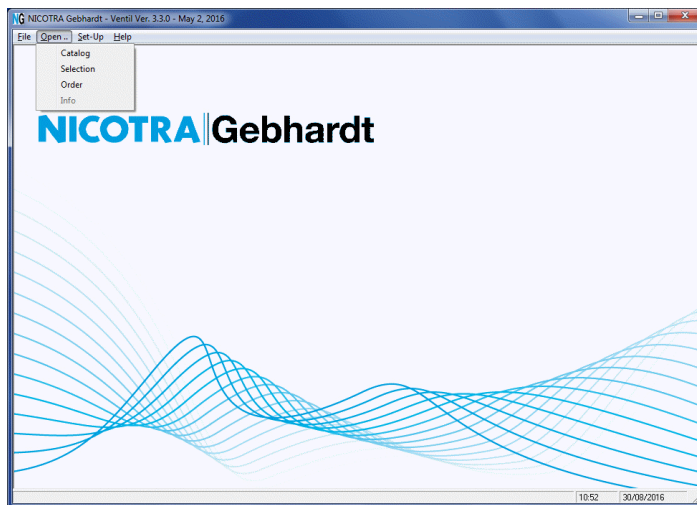 NG NICOTRA Gebhardt - Ventil Ver. 3.3.0 - May 2, 2016
File Open .. Set-Up Help
Catalog
Selection
Order
Info
NICOTRA Gebhardt
10:52 30/08/2016